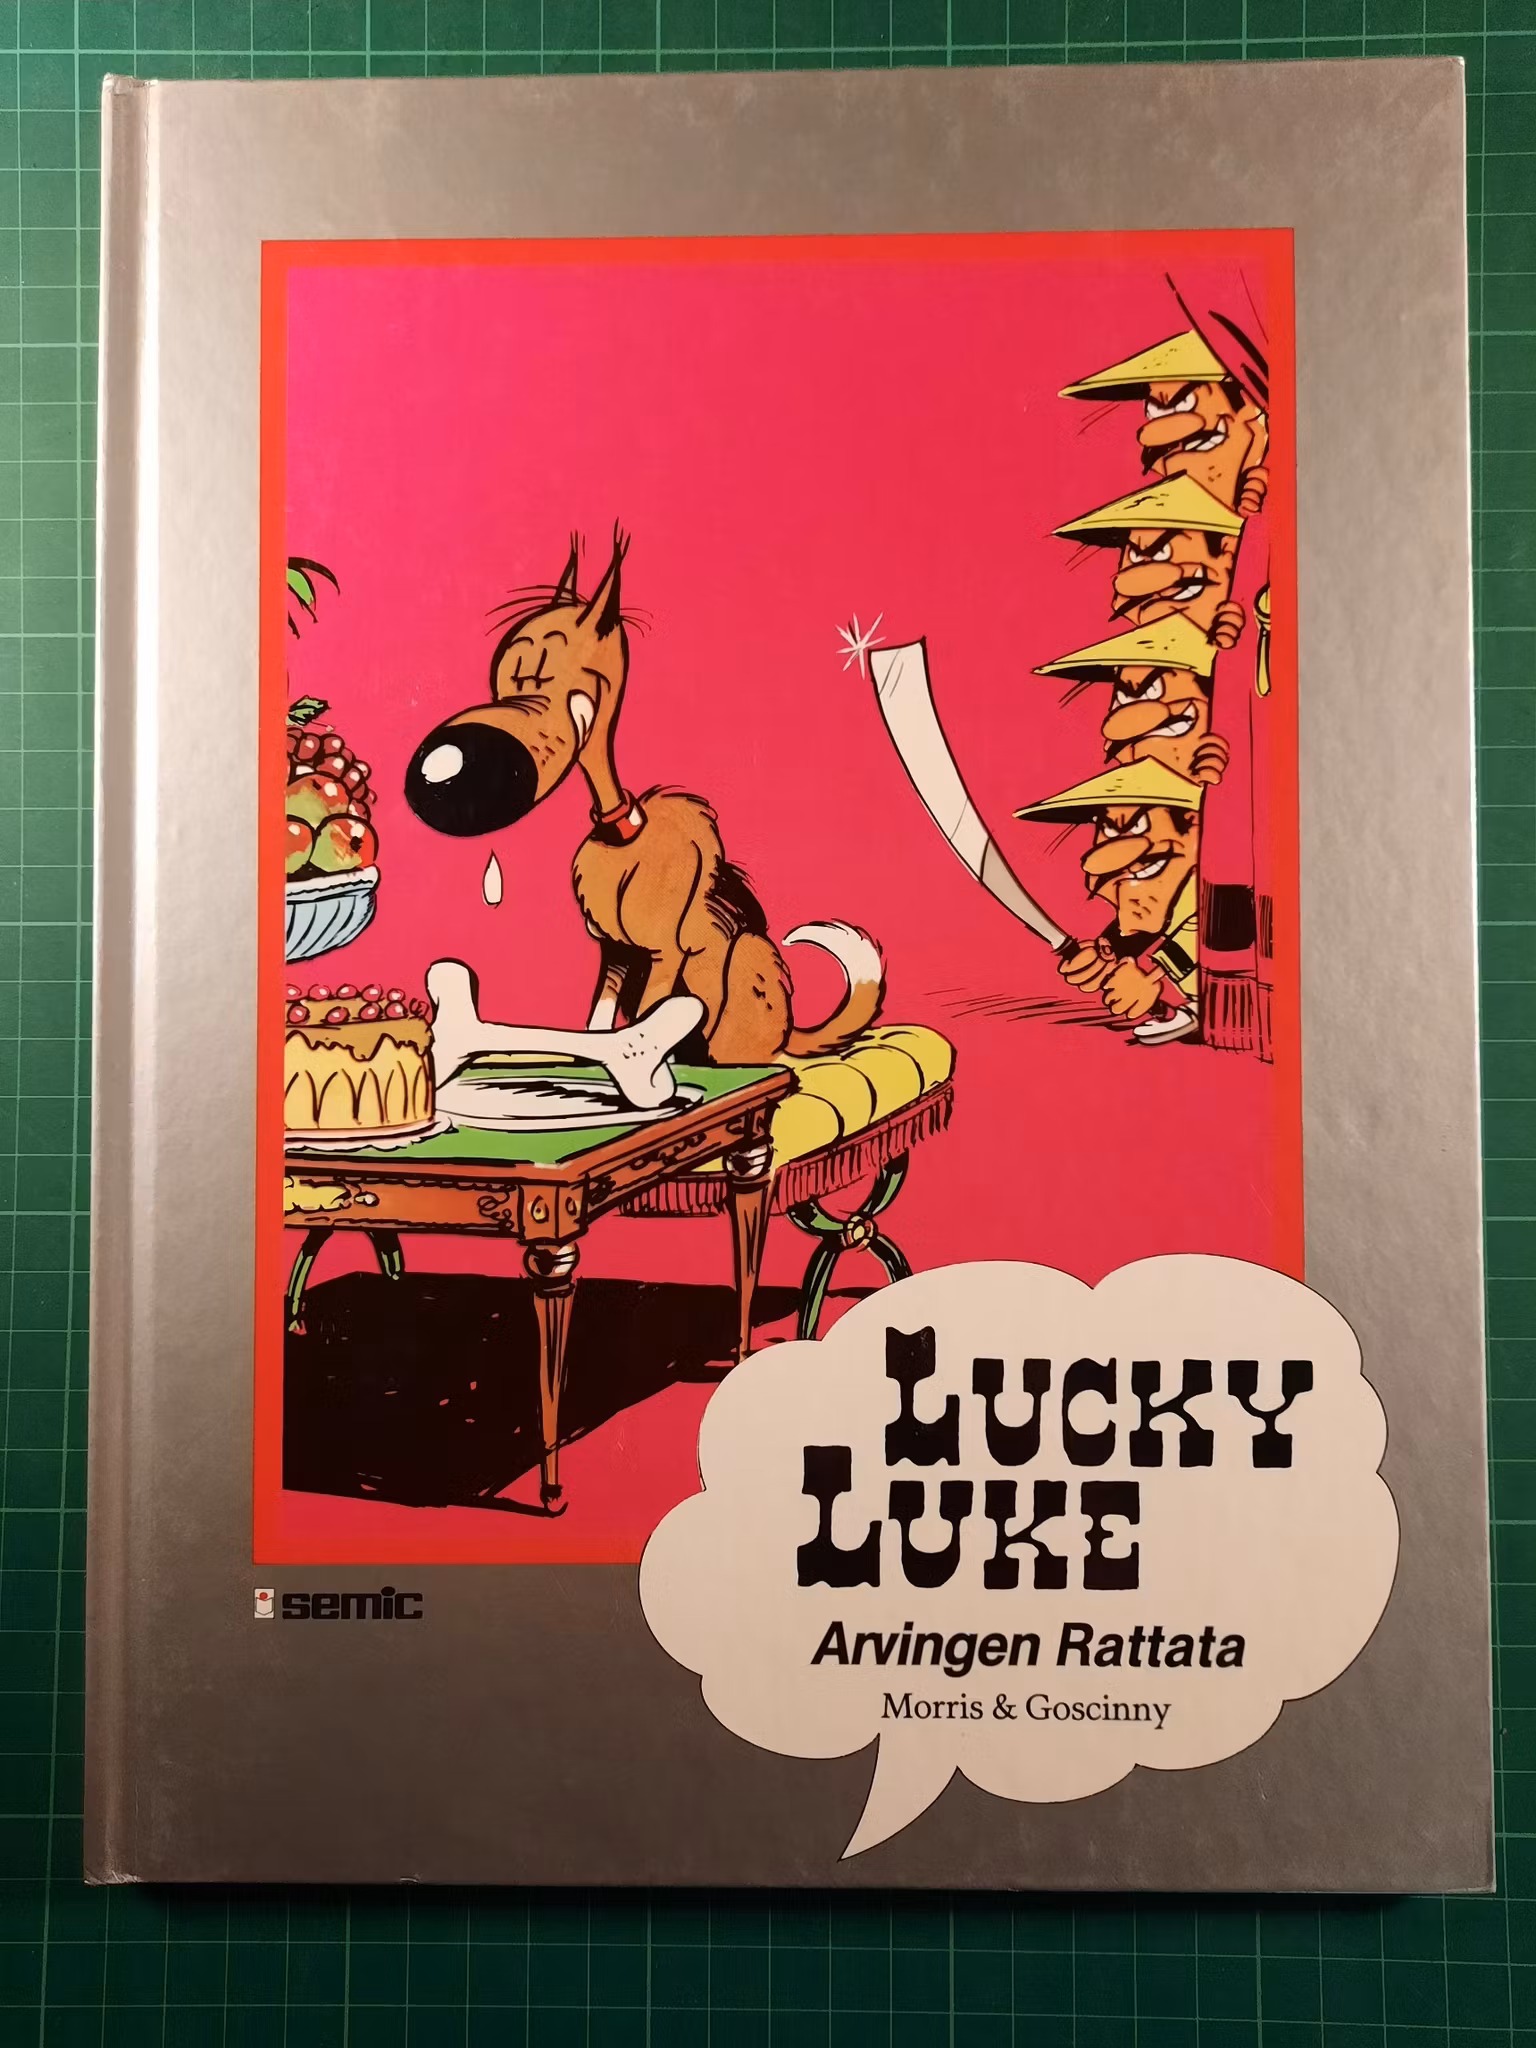 LUCKY
LUKE
Arvingen Rattata
Morris & Goscinny
semic